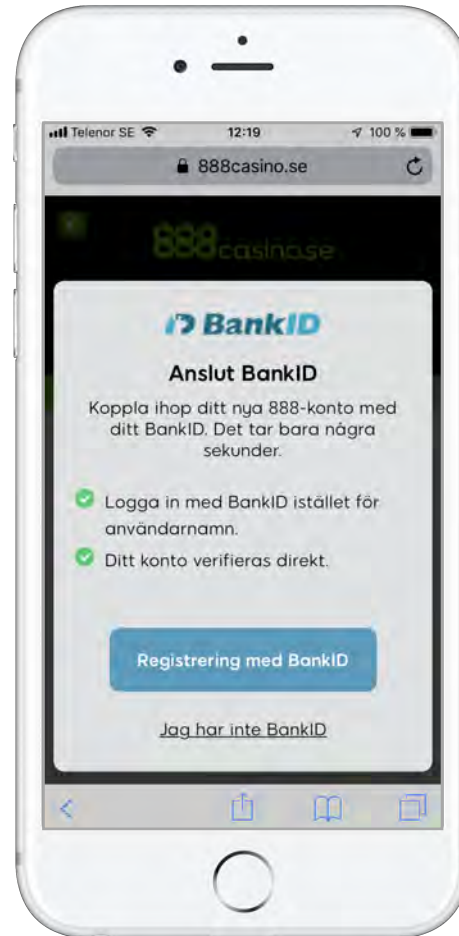 Telenor SE 12:19 100 %
888casino.se
888casino.se
BankID
Anslut BankID
Koppla ihop ditt nya 888-konto med
ditt BankID. Det tar bara några
sekunder.
Logga in med BankID istället för
användarnamn.
Ditt konto verifieras direkt.
Registrering med BankID
Jag har inte BankID